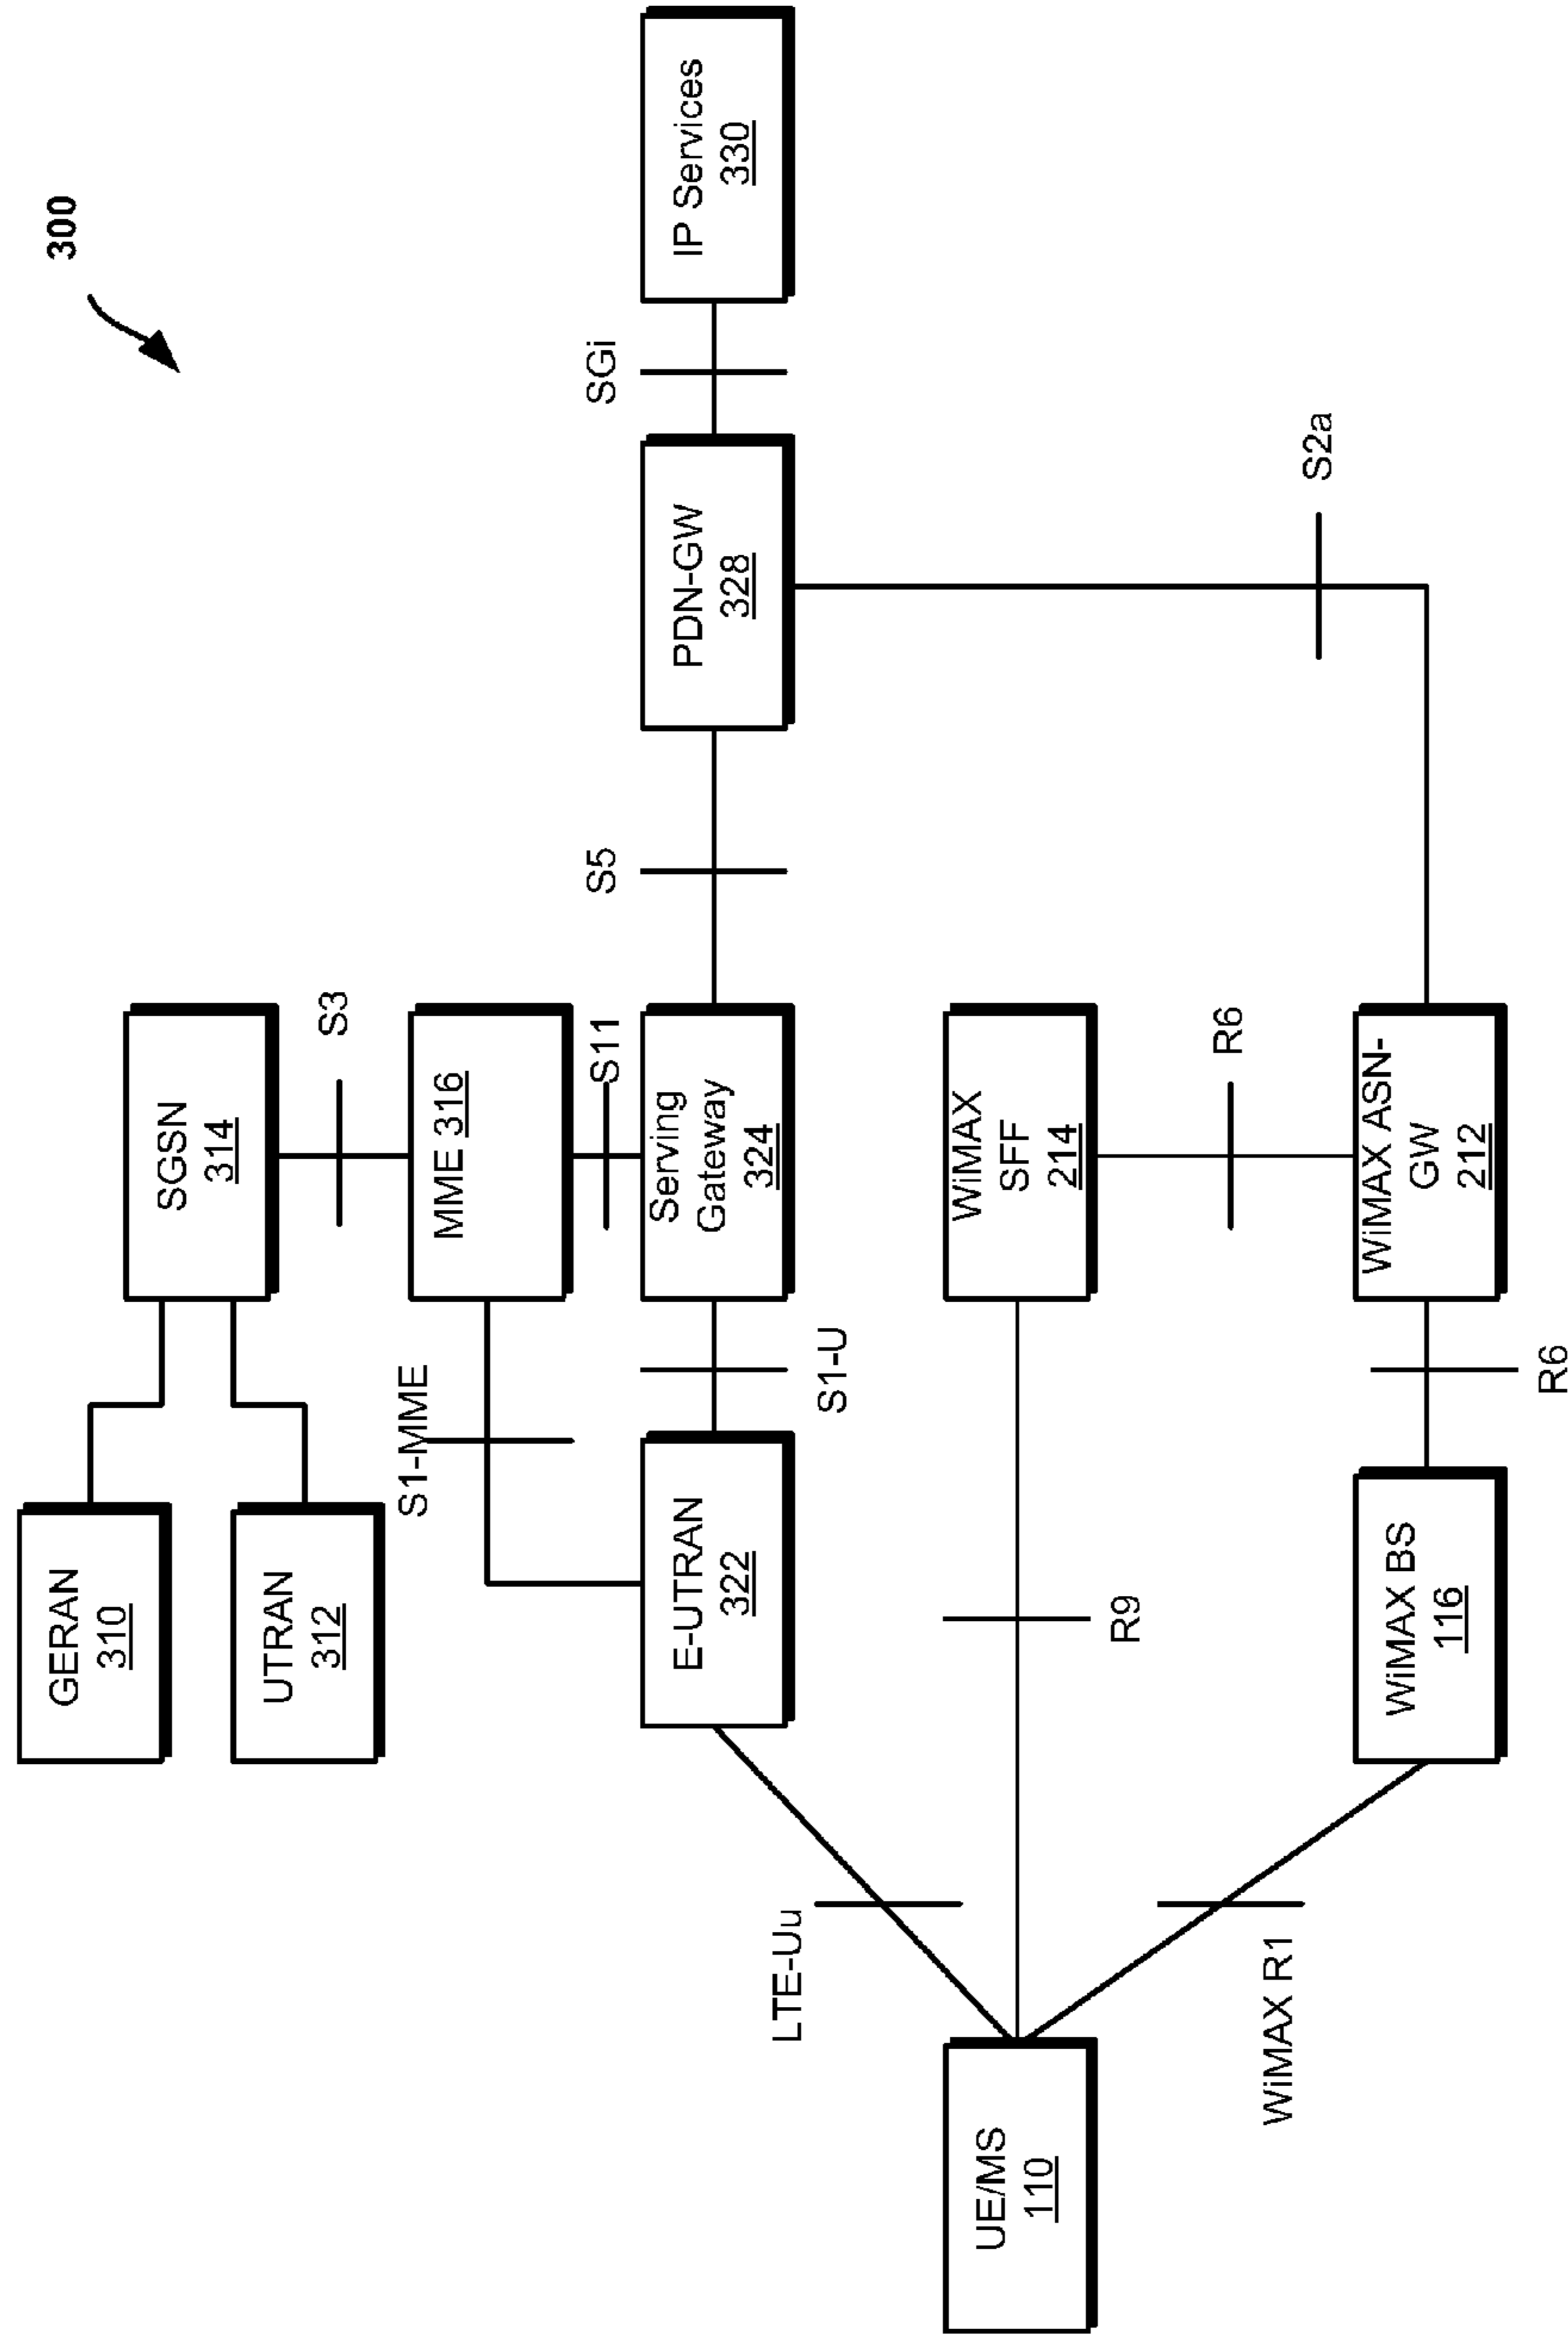 300
GERAN
310
UTRAN
312
SGSN
314
S3
S1-MME
MME 316
S11
E-UTRAN
322
S1-U
Serving
Gateway
324
S5
PDN-GW
328
SGi
IP Services
330
LTE-Uu
UE/MS
110
R9
WiMAX
SFF
214
R6
WiMAX R1
WiMAX BS
116
R6
WiMAX ASN-
GW
212
S2a